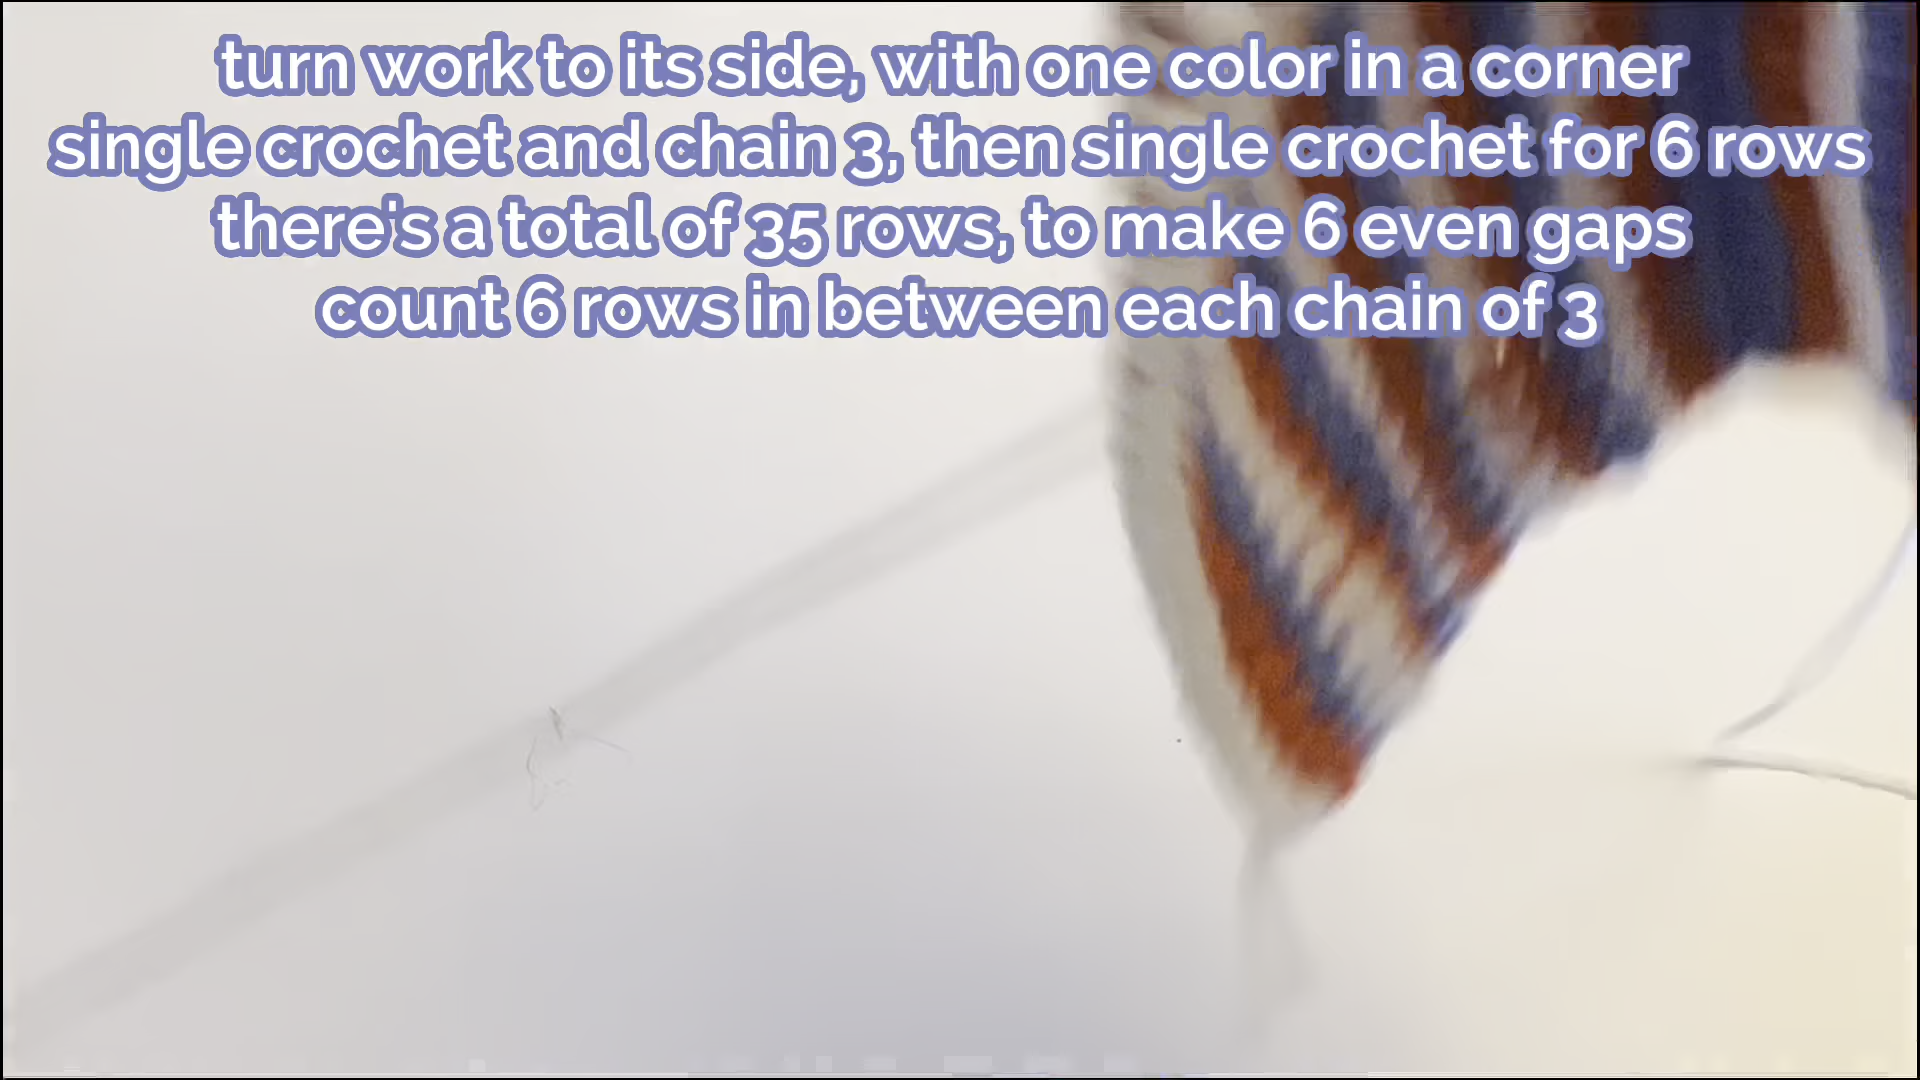 turn work to its side, with one color in a corner
single crochet and chain 3, then single crochet for 6 rows
there's a total of 35 rows, to make 6 even gaps
count 6 rows in between each chain of 3